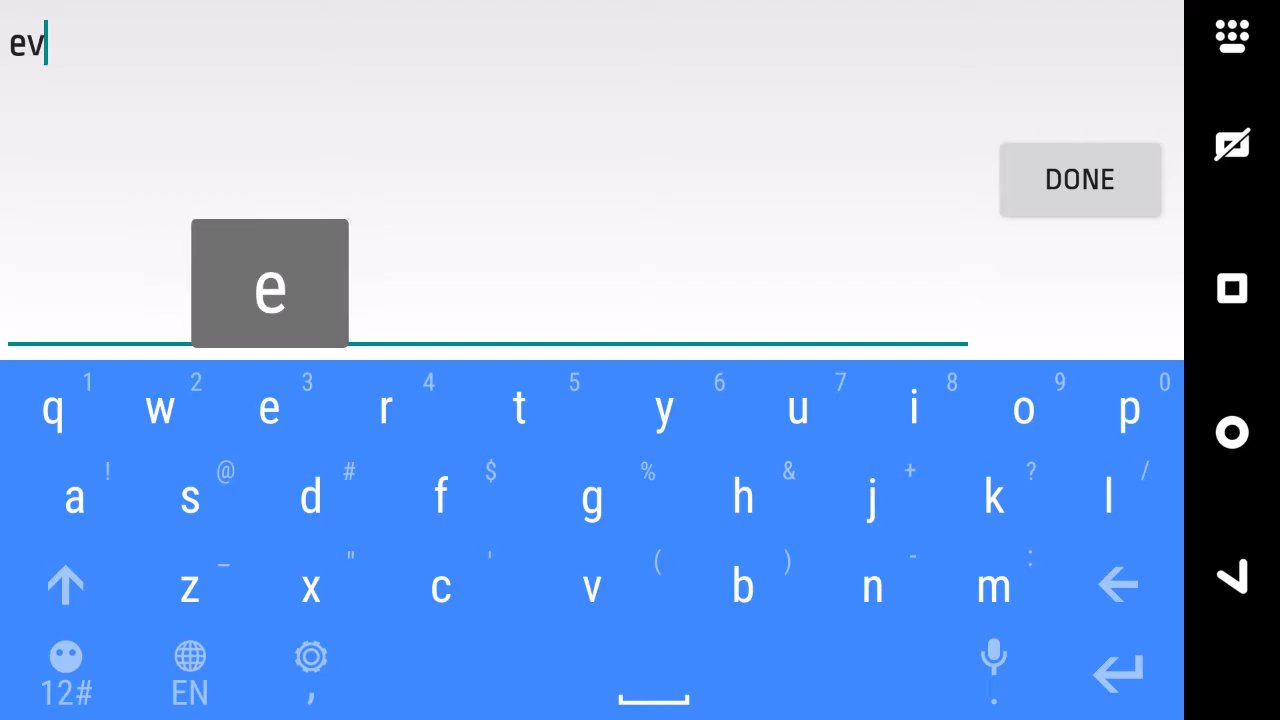 ev
DONE
e
q 1 w 2 e 3 r 4 t 5 y 6 u 7 i 8 o 9 p 0
a ! s @ d # f $ g % h & j + k ? l /
z _ x " c ' v ( b ) n - m :
12# EN , .